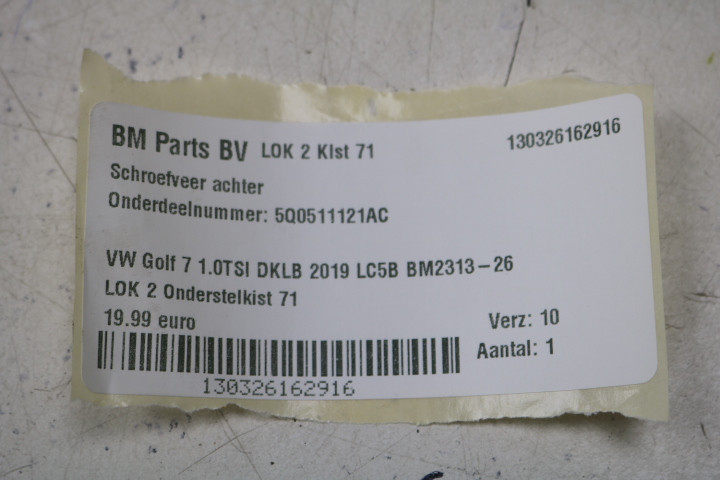 BM Parts BV LOK 2 KIst 71 130326162916
Schroefveer achter
Onderdeelnummer: 5Q0511121AC
VW Golf 7 1.0TSI DKLB 2019 LC5B BM2313-26
LOK 2 Onderstelkist 71
19.99 euro Verz: 10
Aantal: 1
130326162916